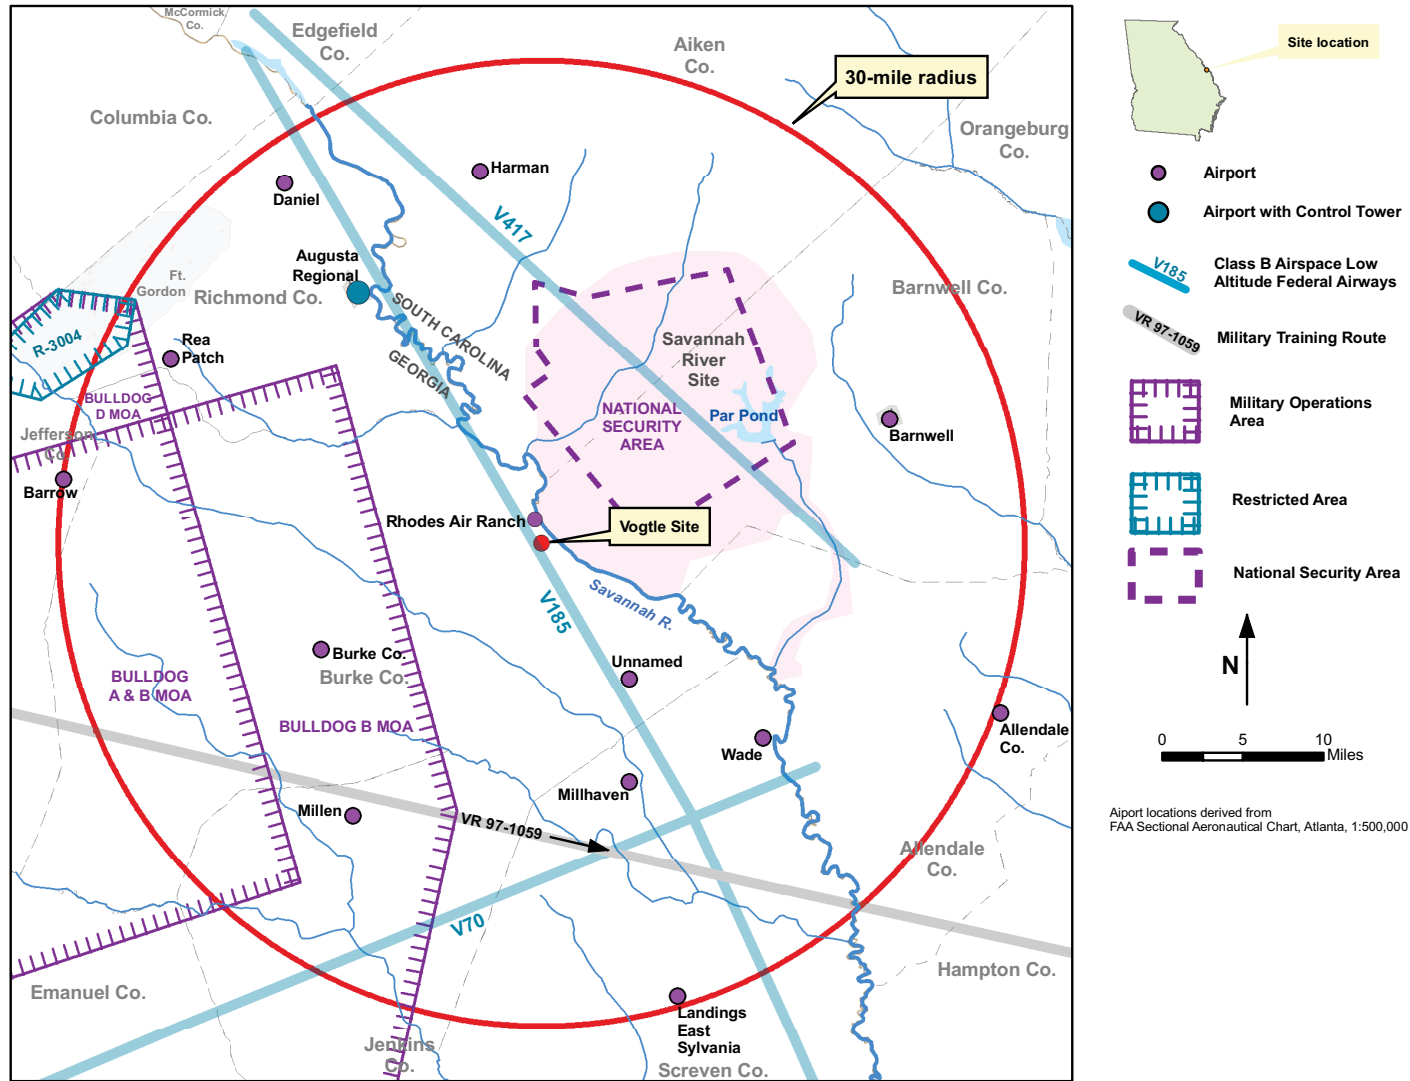 McCormick
Co.
Edgefield
Co.
Aiken
Co.
30-mile radius
Columbia Co.
Orangeburg
Co.
Harman
Daniel
V417
Augusta
Regional
Ft.
Gordon
Richmond Co.
SOUTH CAROLINA
GEORGIA
Barnwell Co.
R-3004
Rea
Patch
Savannah
River
Site
BULLDOG
D MOA
NATIONAL
SECURITY
AREA
Par Pond
Barnwell
Jefferson
Co.
Barrow
Rhodes Air Ranch
Vogtle Site
V185
Savannah R.
Burke Co.
Burke Co.
Unnamed
BULLDOG
A & B MOA
BULLDOG B MOA
Wade
Allendale
Co.
Millhaven
Millen
VR 97-1059
Allendale
Co.
V70
Hampton Co.
Emanuel Co.
Landings
East
Sylvania
Jenkins
Co.
Screven Co.
Site location
Airport
Airport with Control Tower
V185
Class B Airspace Low
Altitude Federal Airways
VR 97-1059
Military Training Route
Military Operations
Area
Restricted Area
National Security Area
N
0 5 10
Miles
Aiport locations derived from
FAA Sectional Aeronautical Chart, Atlanta, 1:500,000